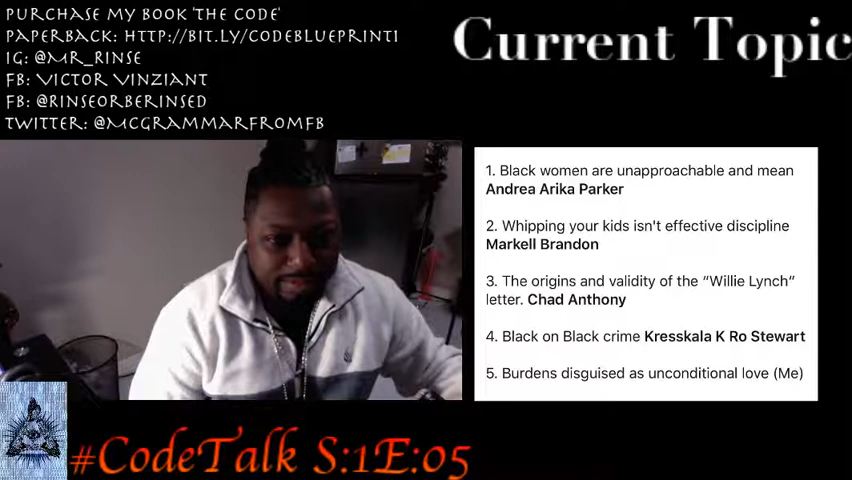 PURCHASE MY BOOK 'THE CODE'
PAPERBACK: HTTP://BIT.LY/CODEBLUEPRINT1
IG: @MR_RINSE
FB: VICTOR VINZIANT
FB: @RINSEORBERINSED
TWITTER: @MCGRAMMARFROMFB
Current Topic
1. Black women are unapproachable and mean
Andrea Arika Parker
2. Whipping your kids isn't effective discipline
Markell Brandon
3. The origins and validity of the “Willie Lynch”
letter. Chad Anthony
4. Black on Black crime Kresskala K Ro Stewart
5. Burdens disguised as unconditional love (Me)
#CodeTalk S:1E:05